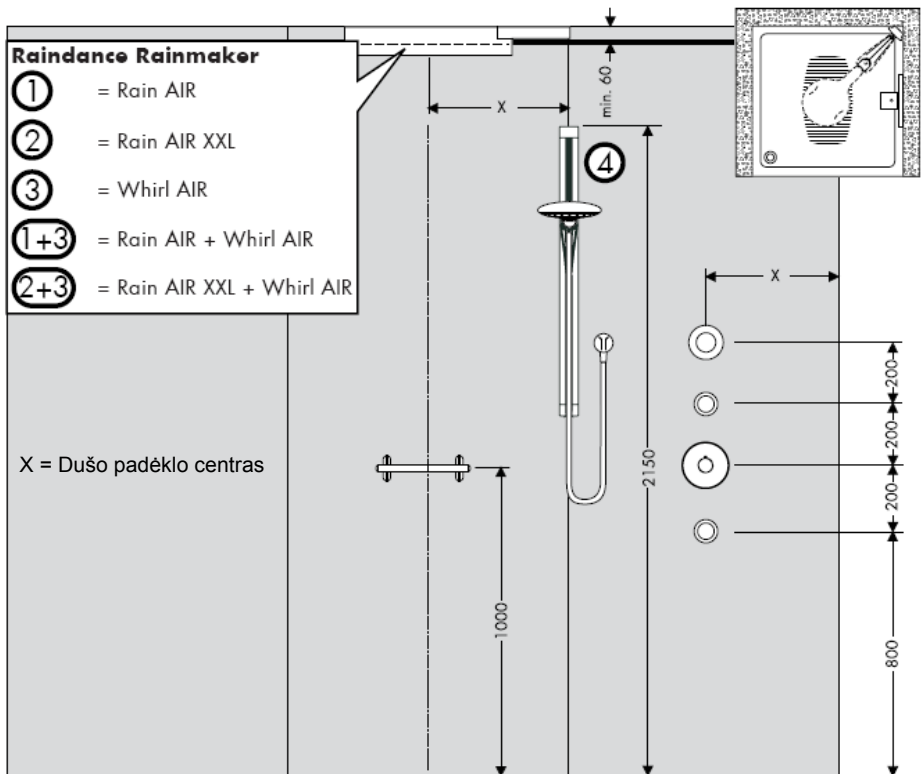 Raindance Rainmaker
1 = Rain AIR
2 = Rain AIR XXL
3 = Whirl AIR
1+3 = Rain AIR + Whirl AIR
2+3 = Rain AIR XXL + Whirl AIR
min. 60
X
4
X
200
200
200
X = Dušo padėklo centras
2150
1000
800